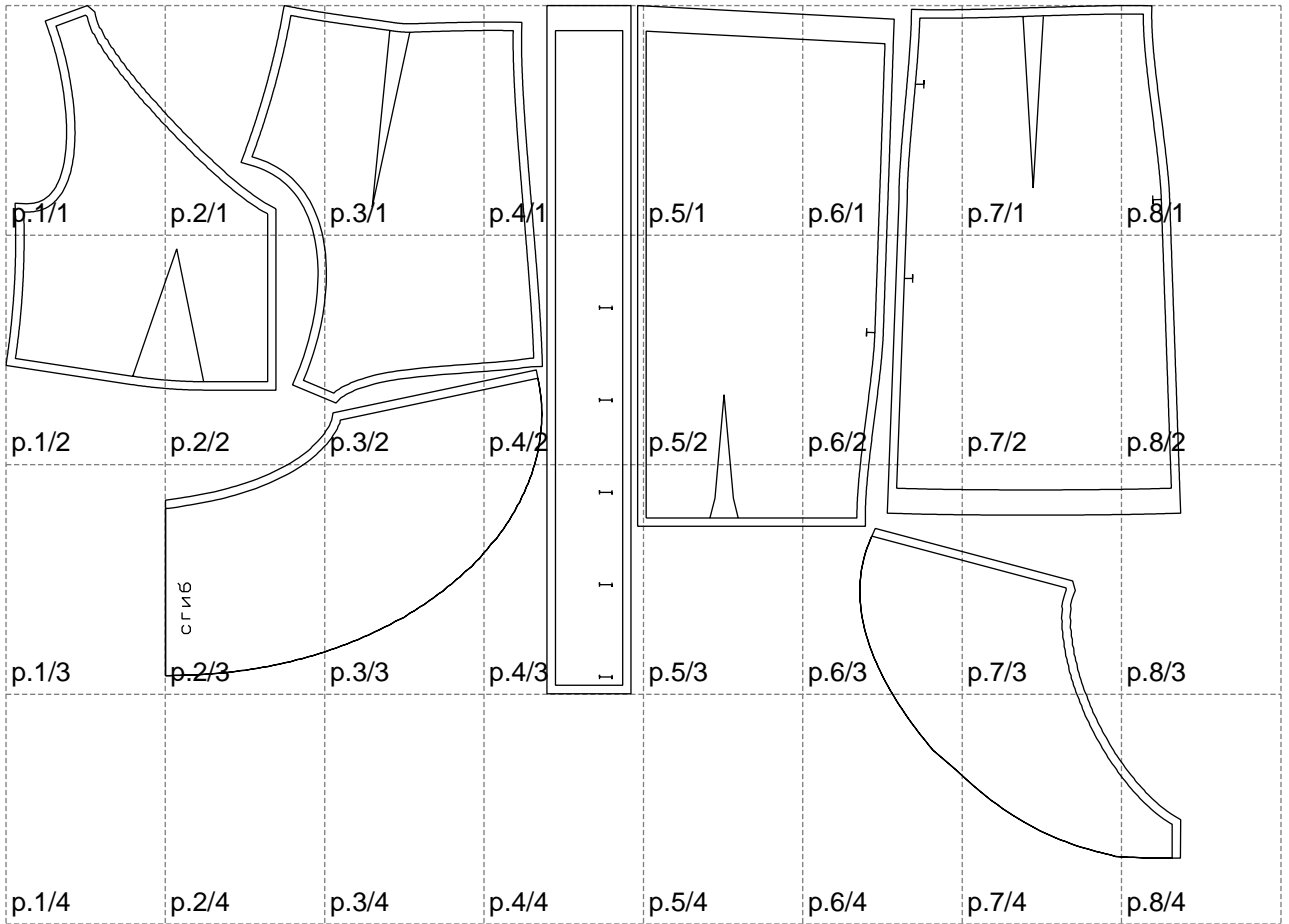 p.1/1 p.2/1 p.3/1 p.4/1 p.5/1 p.6/1 p.7/1 p.8/1
p.1/2 p.2/2 p.3/2 p.4/2 p.5/2 p.6/2 p.7/2 p.8/2
сгиб
p.1/3 p.2/3 p.3/3 p.4/3 p.5/3 p.6/3 p.7/3 p.8/3
p.1/4 p.2/4 p.3/4 p.4/4 p.5/4 p.6/4 p.7/4 p.8/4